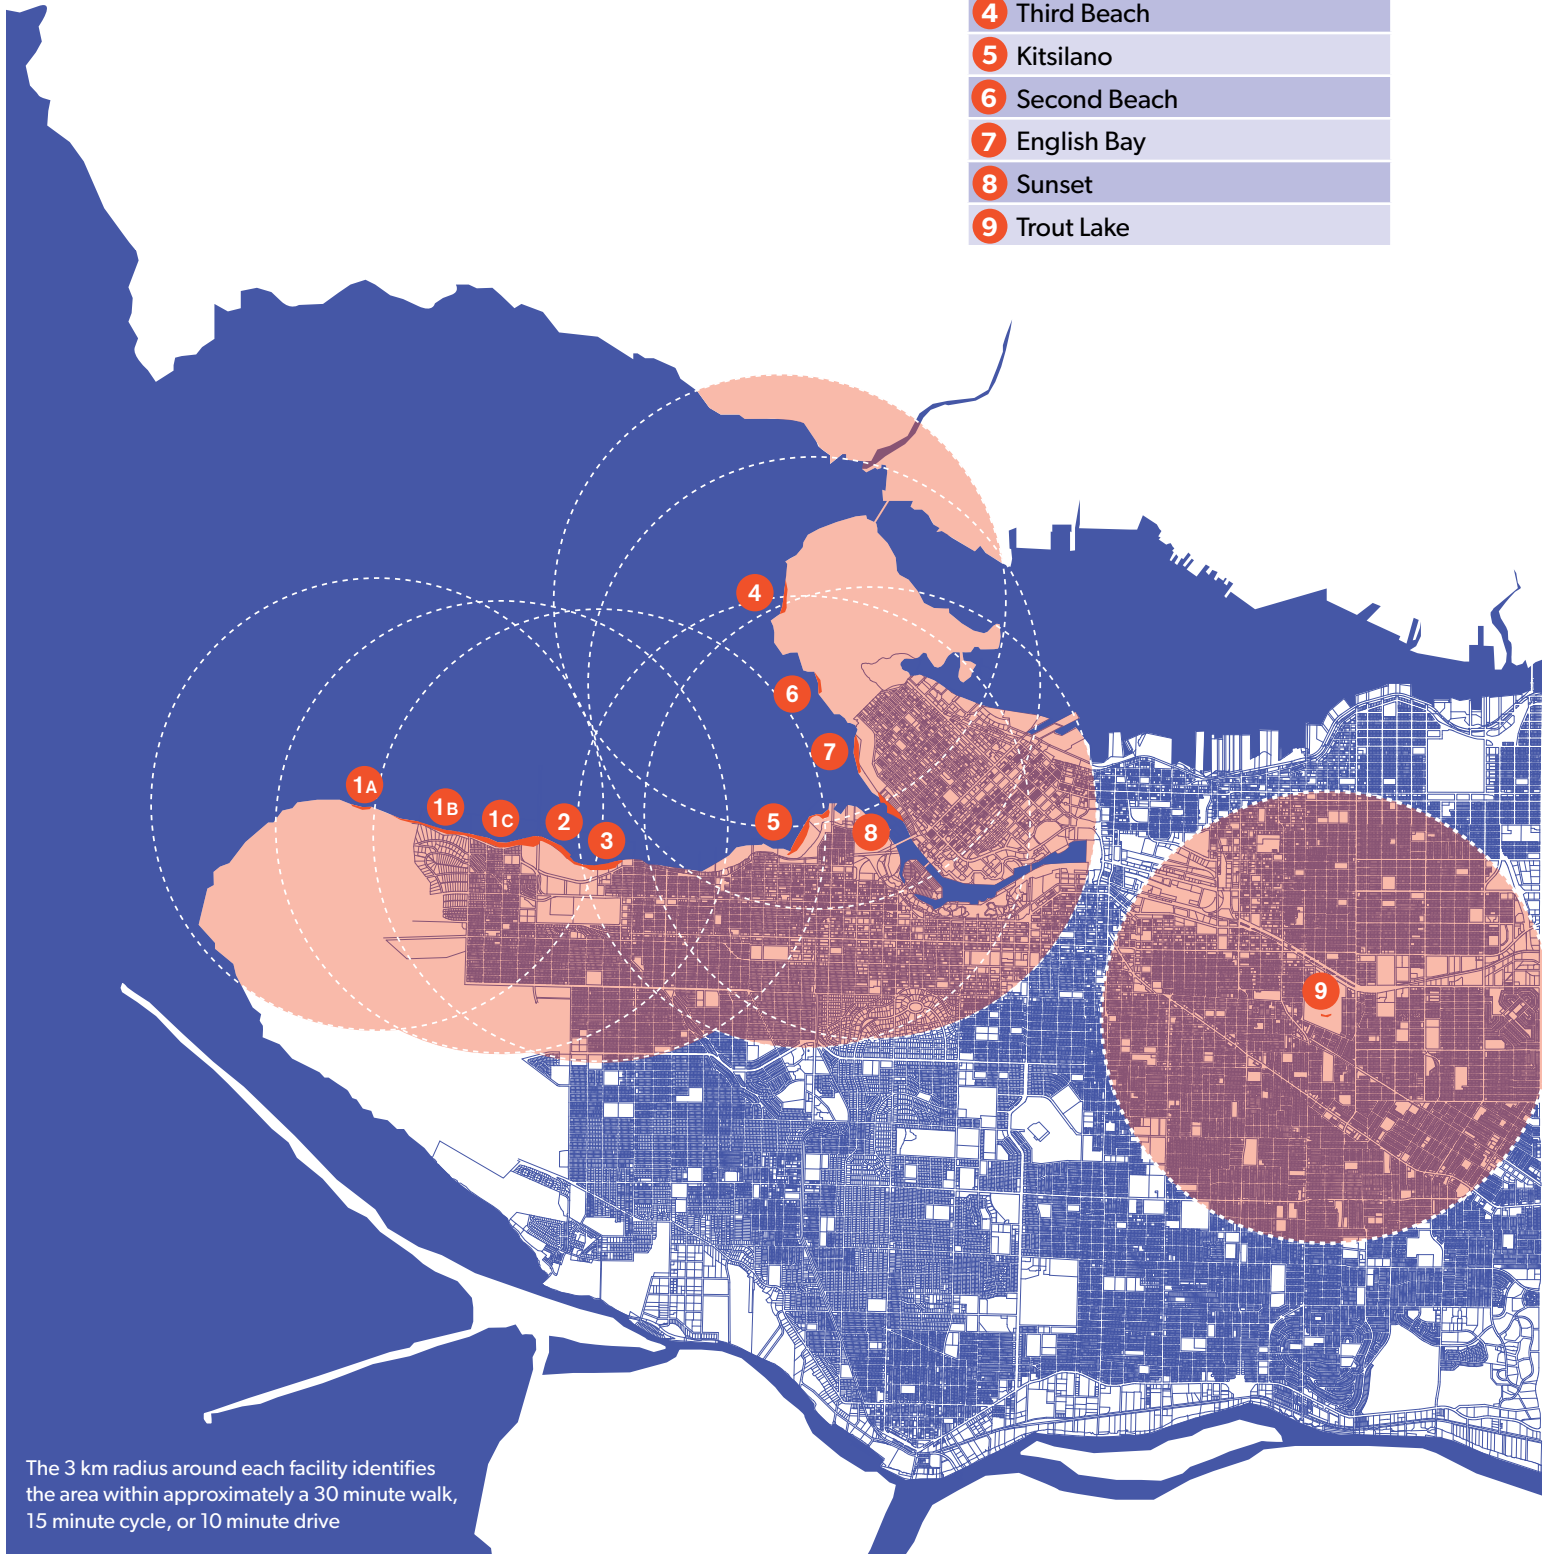 4 Third Beach
5 Kitsilano
6 Second Beach
7 English Bay
8 Sunset
9 Trout Lake
4
6
7
1A
1B
1C
2
3
5
8
9
The 3 km radius around each facility identifies
the area within approximately a 30 minute walk,
15 minute cycle, or 10 minute drive